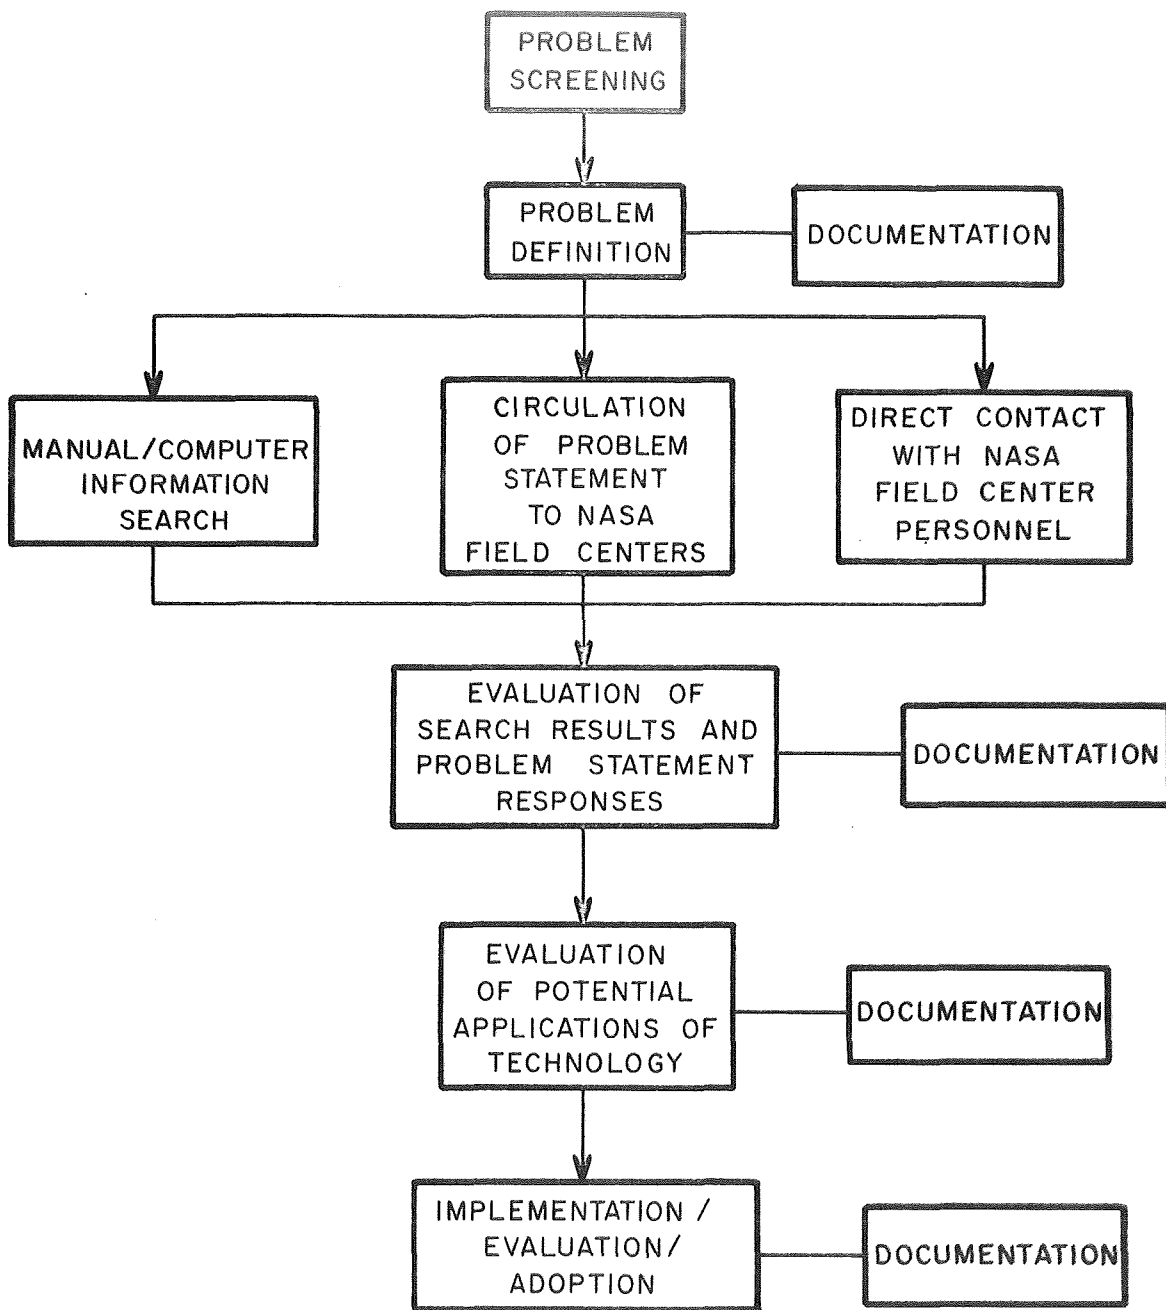 PROBLEM
SCREENING
PROBLEM
DEFINITION
DOCUMENTATION
MANUAL/COMPUTER
INFORMATION
SEARCH
CIRCULATION
OF PROBLEM
STATEMENT
TO NASA
FIELD CENTERS
DIRECT CONTACT
WITH NASA
FIELD CENTER
PERSONNEL
EVALUATION OF
SEARCH RESULTS AND
PROBLEM STATEMENT
RESPONSES
DOCUMENTATION
EVALUATION
OF POTENTIAL
APPLICATIONS OF
TECHNOLOGY
DOCUMENTATION
IMPLEMENTATION /
EVALUATION/
ADOPTION
DOCUMENTATION